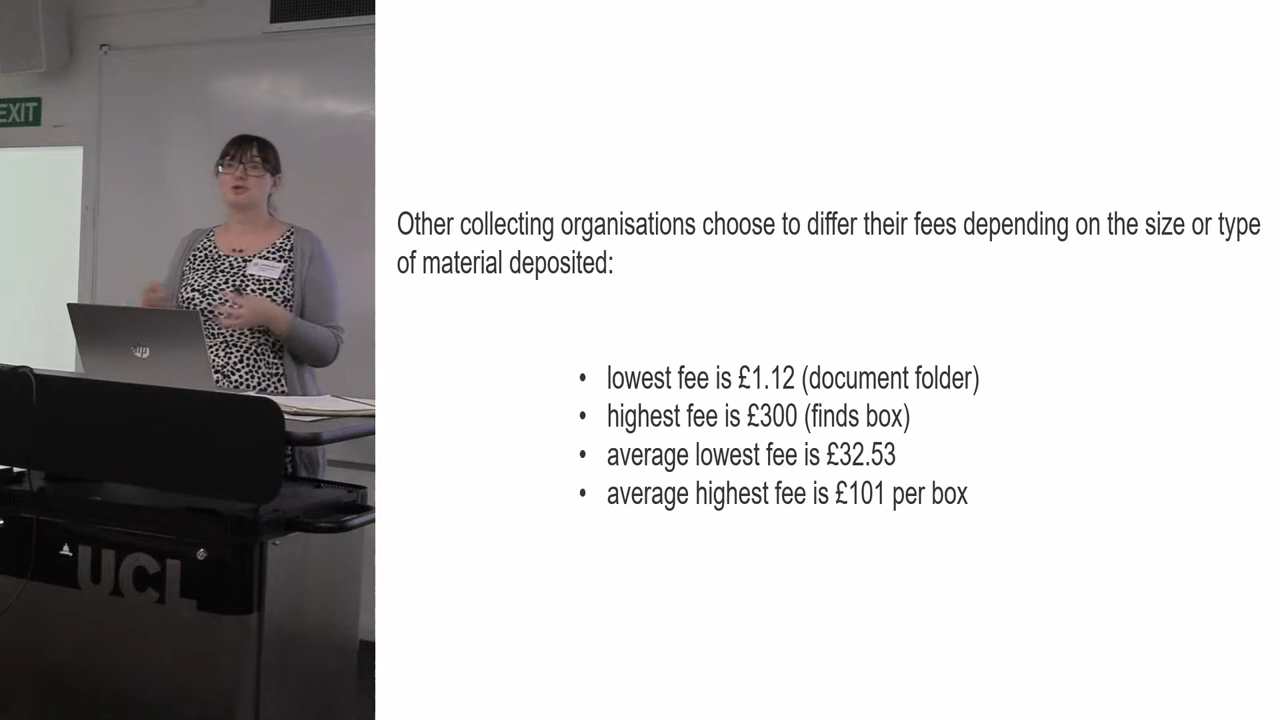 EXIT
Other collecting organisations choose to differ their fees depending on the size or type
of material deposited:
• lowest fee is £1.12 (document folder)
• highest fee is £300 (finds box)
• average lowest fee is £32.53
• average highest fee is £101 per box
hp
UCL